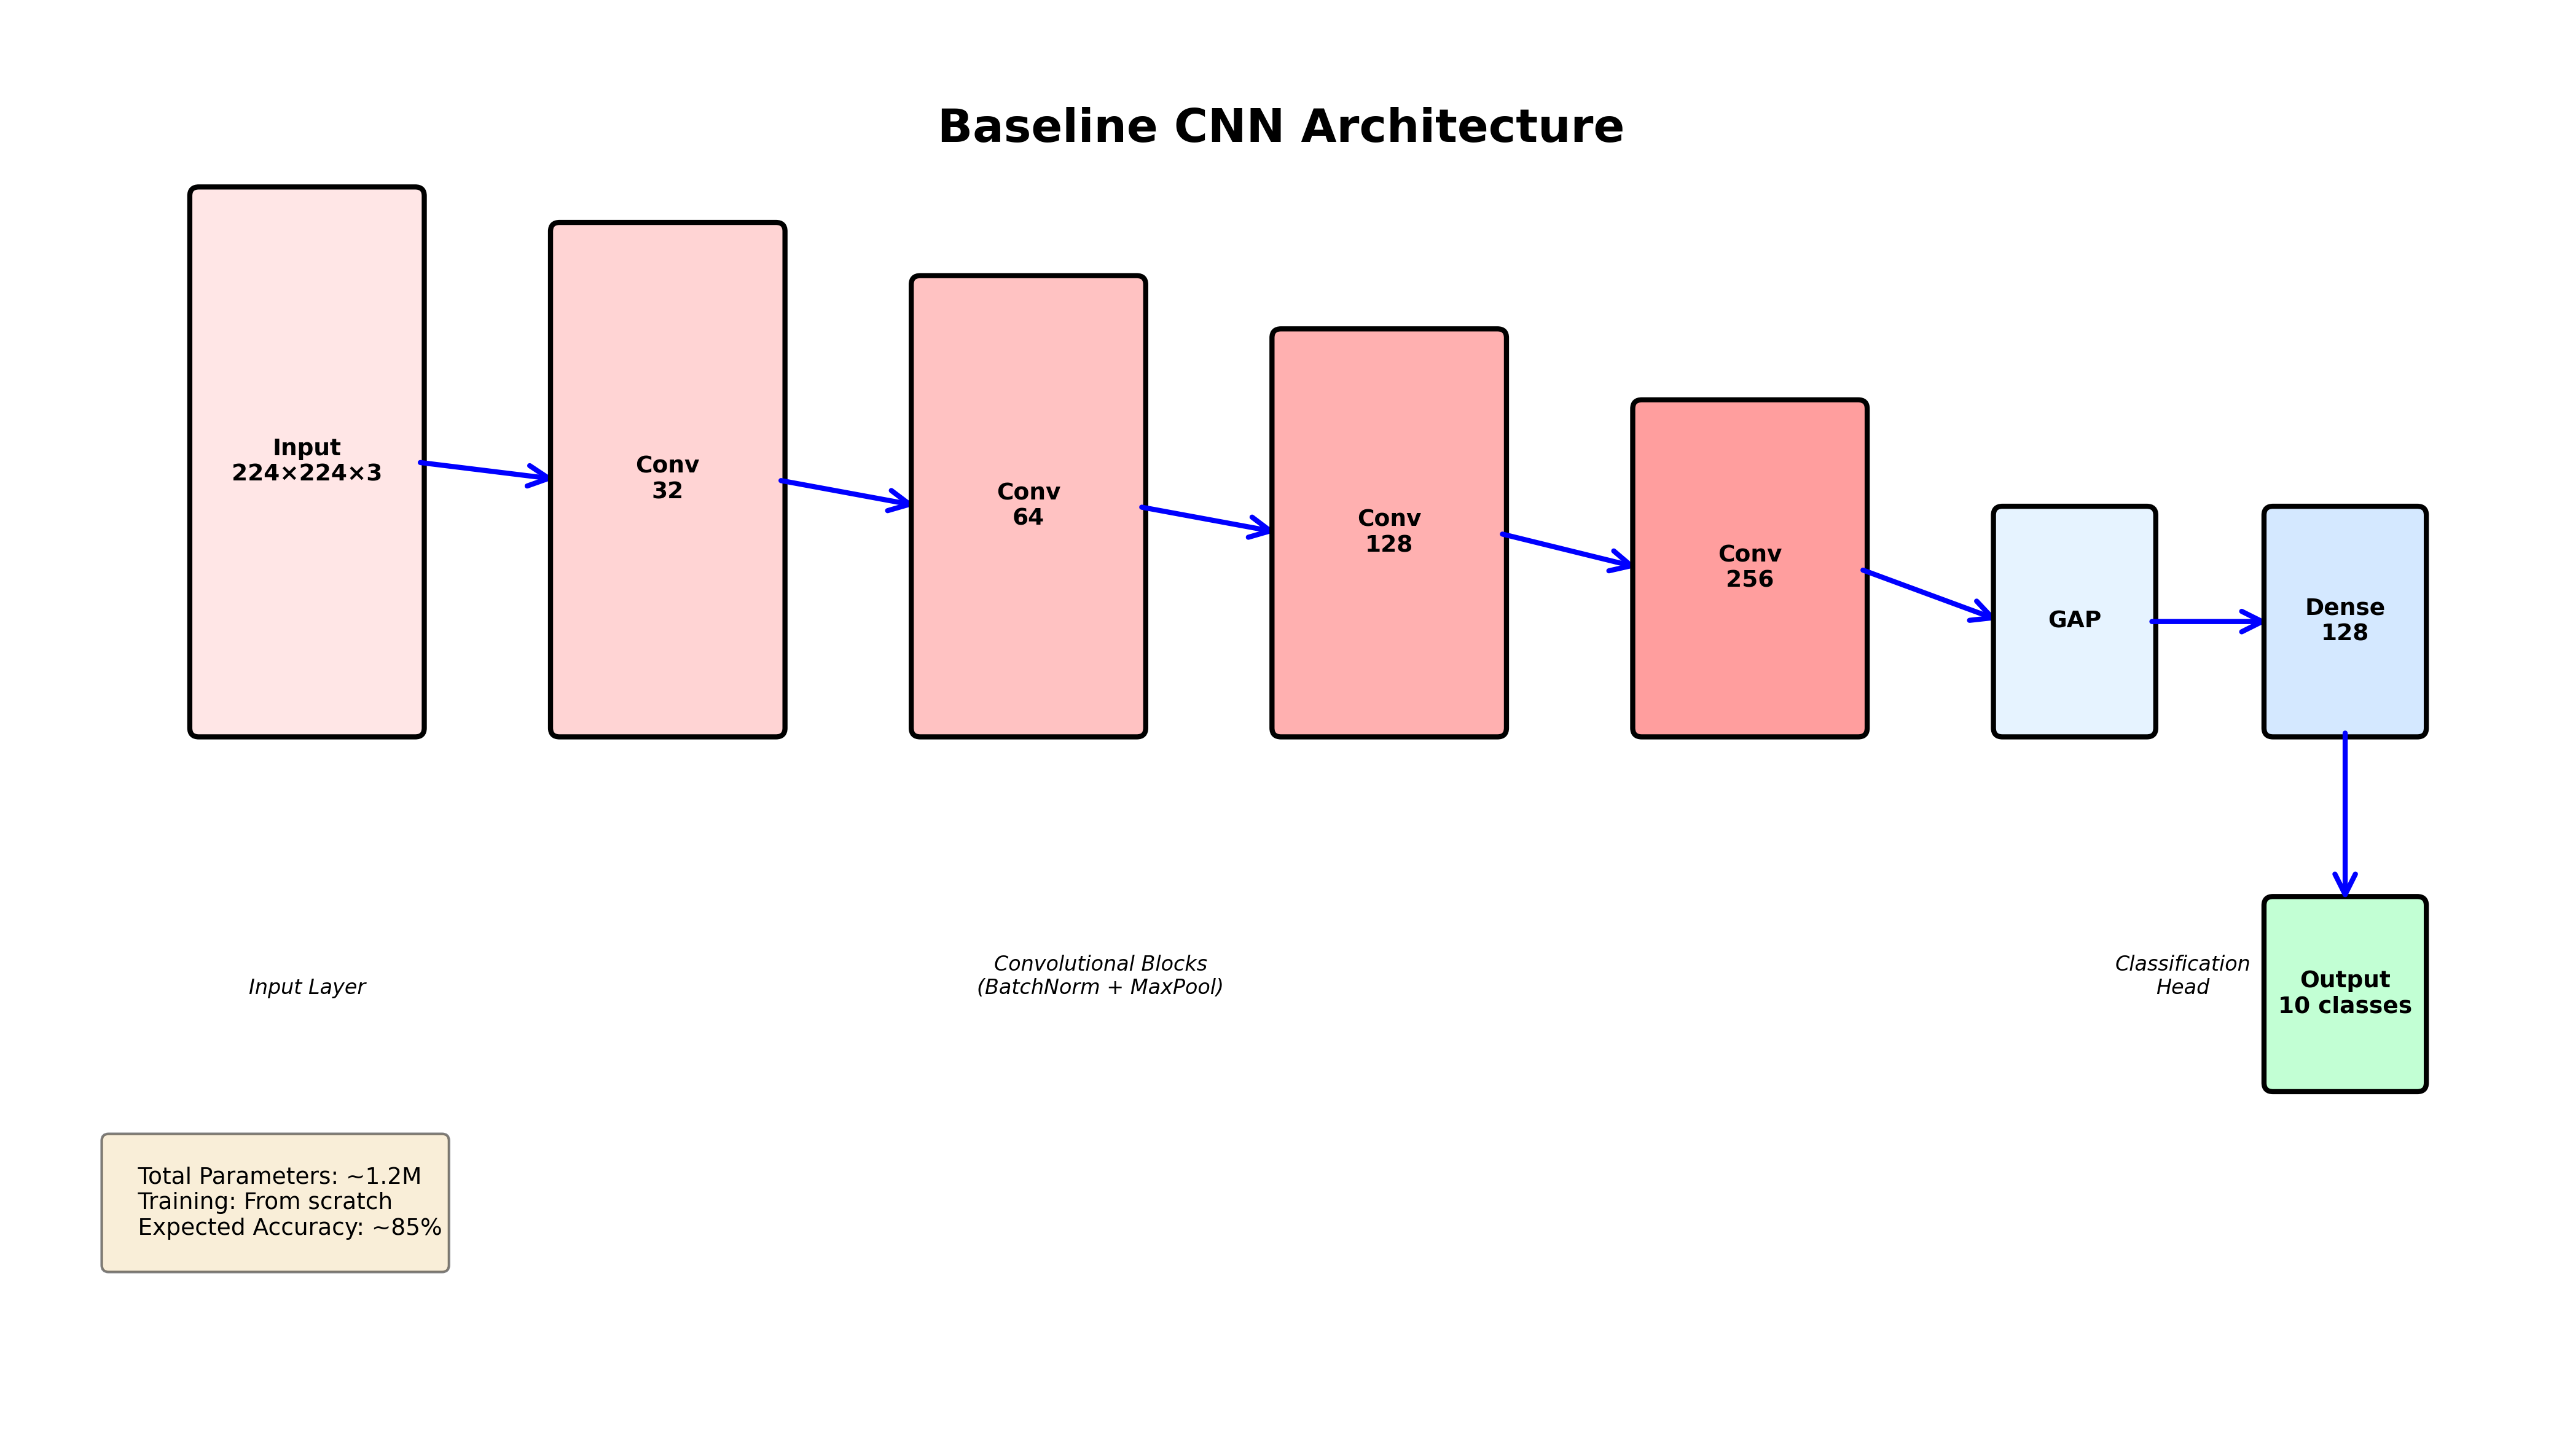 Baseline CNN Architecture
Input
224×224×3
Conv
32
Conv
64
Conv
128
Conv
256
GAP
Dense
128
Input Layer
Convolutional Blocks
(BatchNorm + MaxPool)
Classification
Head
Output
10 classes
Total Parameters: ~1.2M
Training: From scratch
Expected Accuracy: ~85%